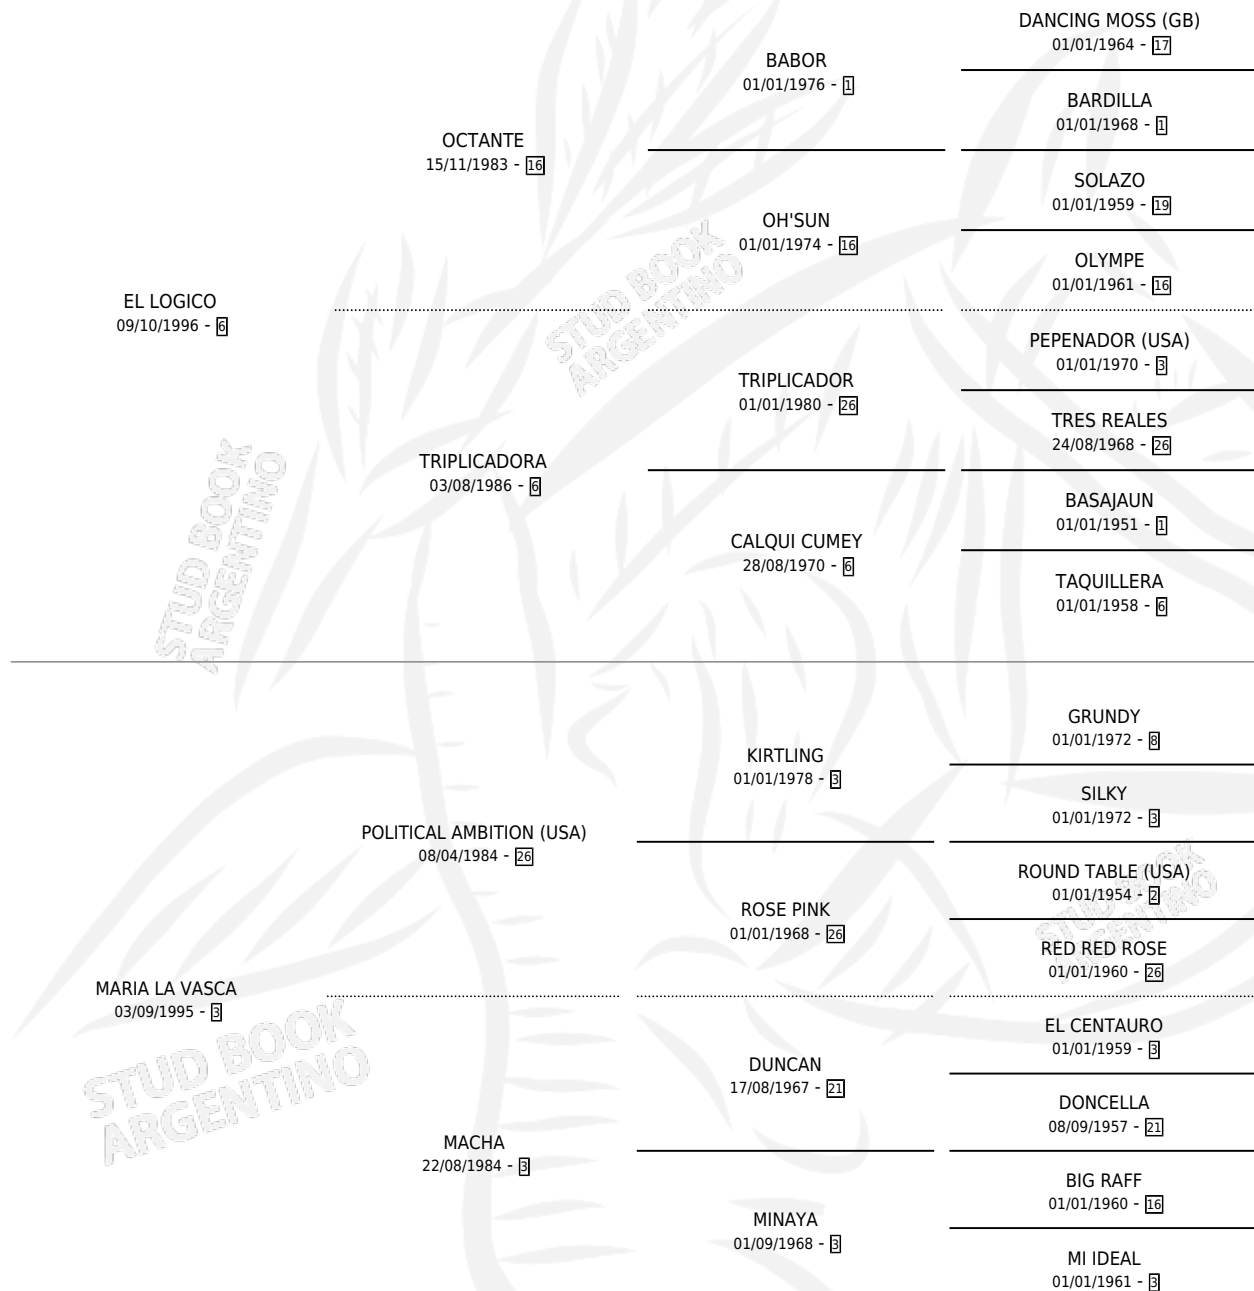 DANCING MOSS (GB)
01/01/1964 - 17
BABOR
01/01/1976 - 1
BARDILLA
01/01/1968 - 1
OCTANTE
15/11/1983 - 16
SOLAZO
01/01/1959 - 19
OH'SUN
01/01/1974 - 16
OLYMPE
01/01/1961 - 16
EL LOGICO
09/10/1996 - 6
PEPENADOR (USA)
01/01/1970 - 3
TRIPLICADOR
01/01/1980 - 26
TRES REALES
24/08/1968 - 26
TRIPLICADORA
03/08/1986 - 6
BASAJAUN
01/01/1951 - 1
CALQUI CUMEY
28/08/1970 - 6
TAQUILLERA
01/01/1958 - 6
GRUNDY
01/01/1972 - 8
KIRTLING
01/01/1978 - 3
SILKY
01/01/1972 - 3
POLITICAL AMBITION (USA)
08/04/1984 - 26
ROUND TABLE (USA)
01/01/1954 - 2
ROSE PINK
01/01/1968 - 26
RED RED ROSE
01/01/1960 - 26
MARIA LA VASCA
03/09/1995 - 3
EL CENTAURO
01/01/1959 - 3
DUNCAN
17/08/1967 - 21
DONCELLA
08/09/1957 - 21
MACHA
22/08/1984 - 3
BIG RAFF
01/01/1960 - 16
MINAYA
01/09/1968 - 3
MI IDEAL
01/01/1961 - 3
STUD BOOK
ARGENTINO
STUD BOOK
ARGENTINO
STUD BOOK
ARGENTINO
STUD BOOK
ARGENTINO